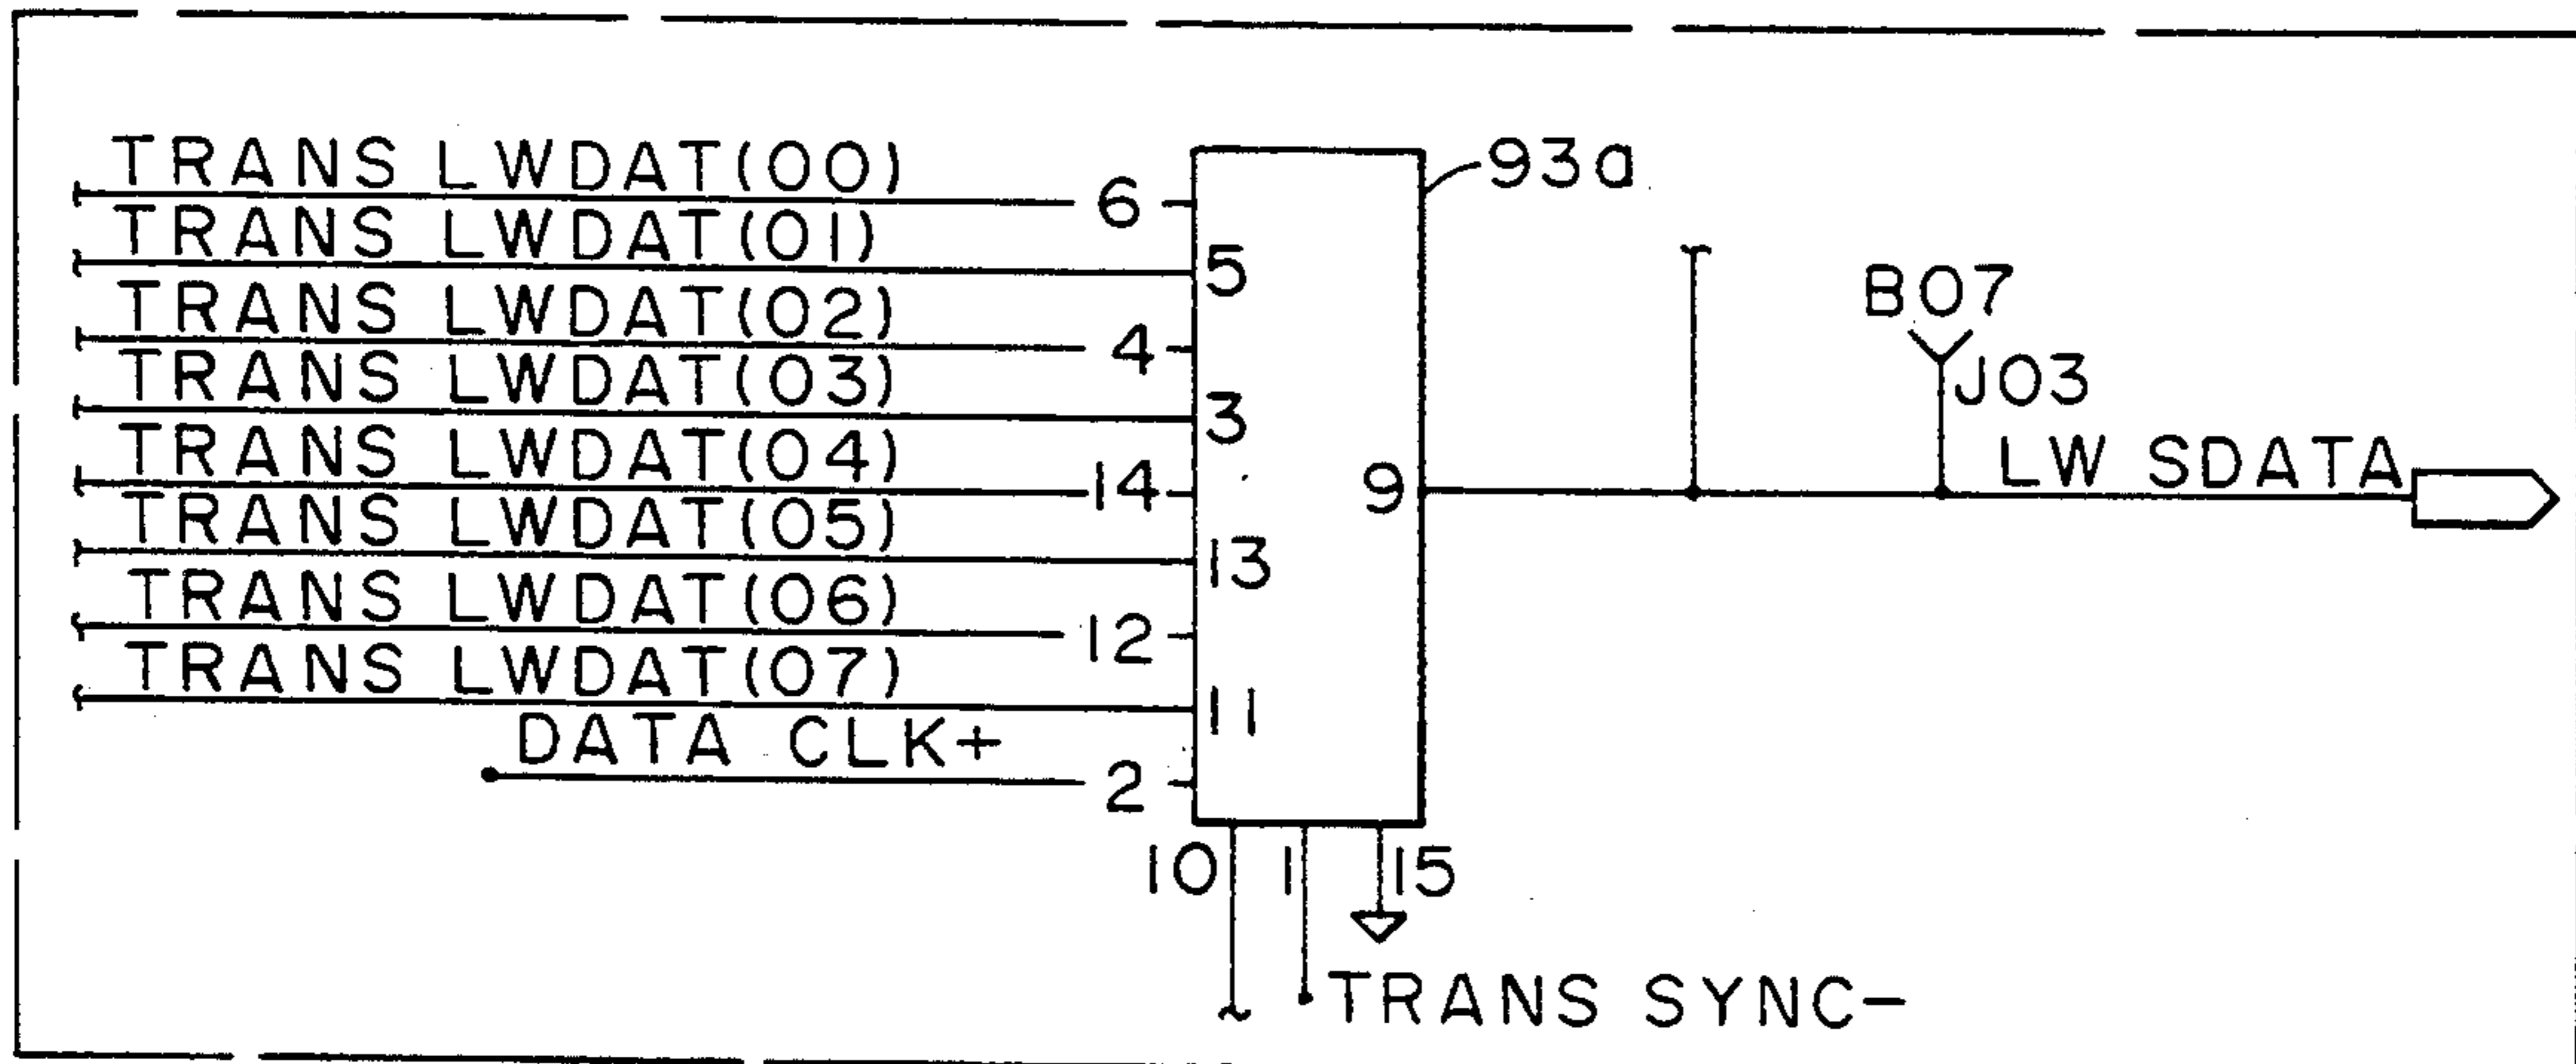 TRANS LWDAT(00)
6
93a
TRANS LWDAT(01)
5
TRANS LWDAT(02)
4
B07
TRANS LWDAT(03)
3
J03
TRANS LWDAT(04)
14
9
LW SDATA
TRANS LWDAT(05)
13
TRANS LWDAT(06)
12
TRANS LWDAT(07)
11
DATA CLK+
2
10
1
15
TRANS SYNC-